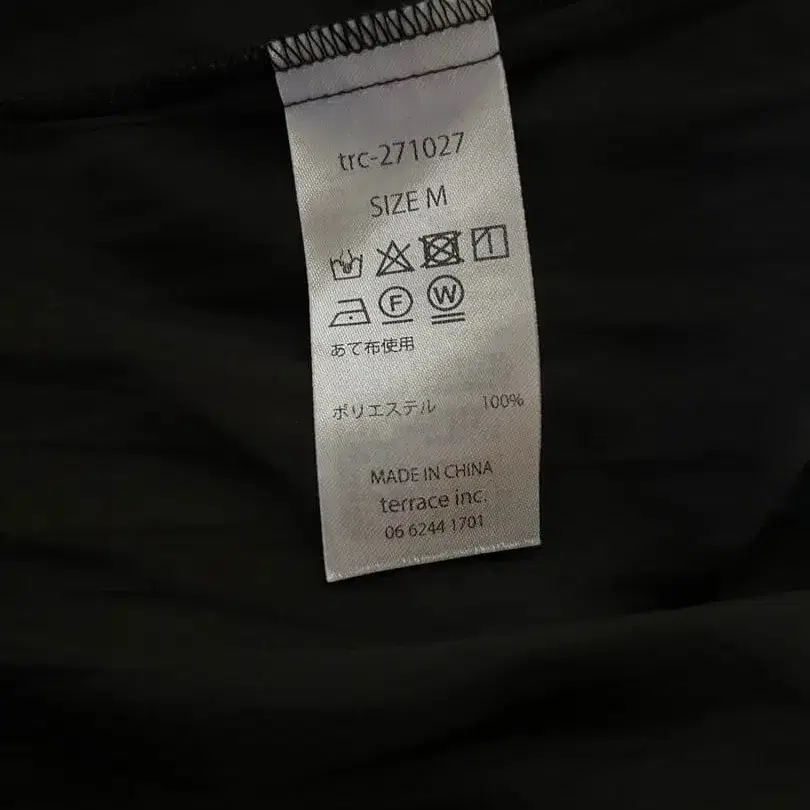 trc-271027
SIZE M
F W
あて布使用
ポリエステル 100%
MADE IN CHINA
terrace inc.
06 6244 1701